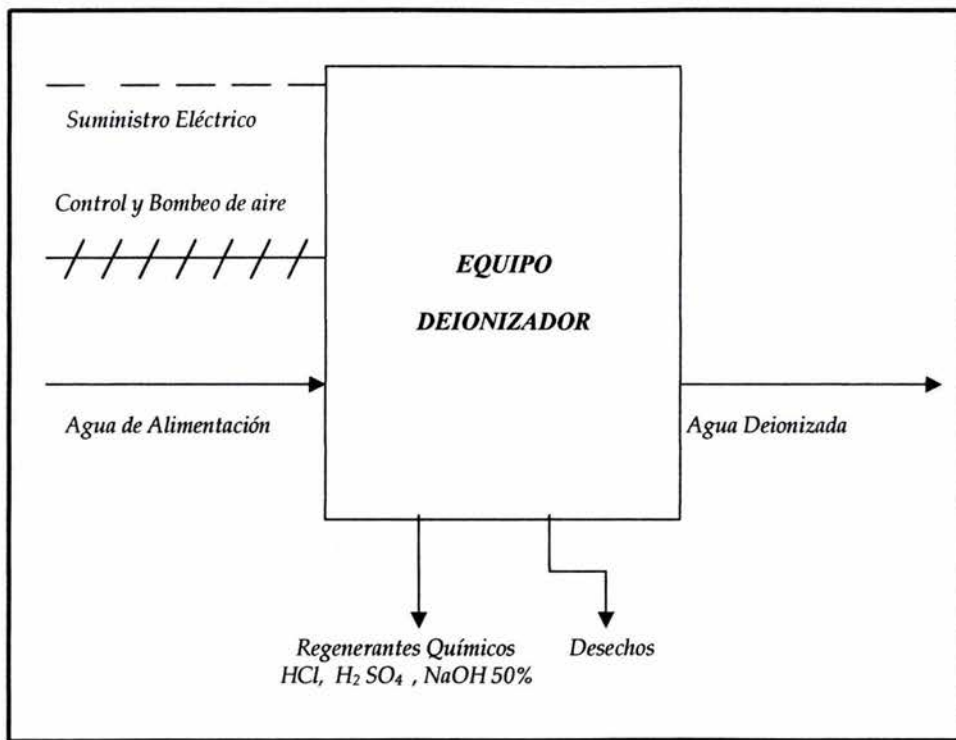 Suministro Eléctrico
Control y Bombeo de aire
EQUIPO
DEIONIZADOR
Agua de Alimentación
Agua Deionizada
Regenerantes Químicos
HCl, H₂ SO₄ , NaOH 50%
Desechos